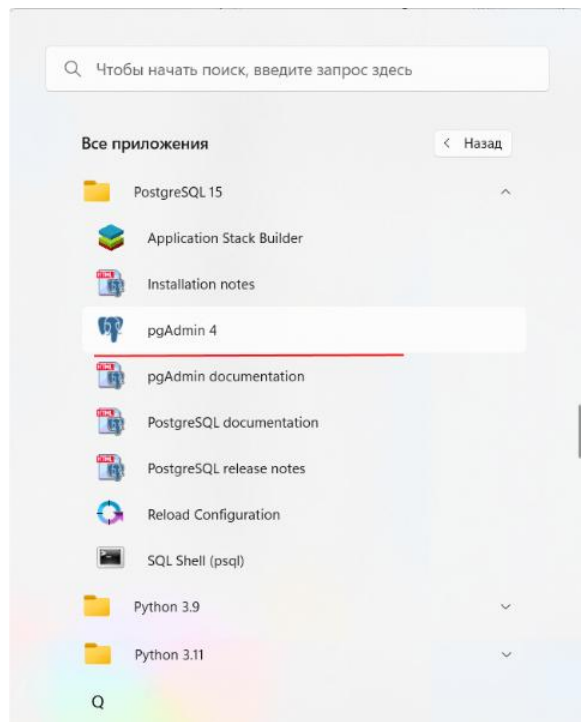 Чтобы начать поиск, введите запрос здесь
Все приложения
Назад
PostgreSQL 15
Application Stack Builder
Installation notes
pgAdmin 4
pgAdmin documentation
PostgreSQL documentation
PostgreSQL release notes
Reload Configuration
SQL Shell (psql)
Python 3.9
Python 3.11
Q